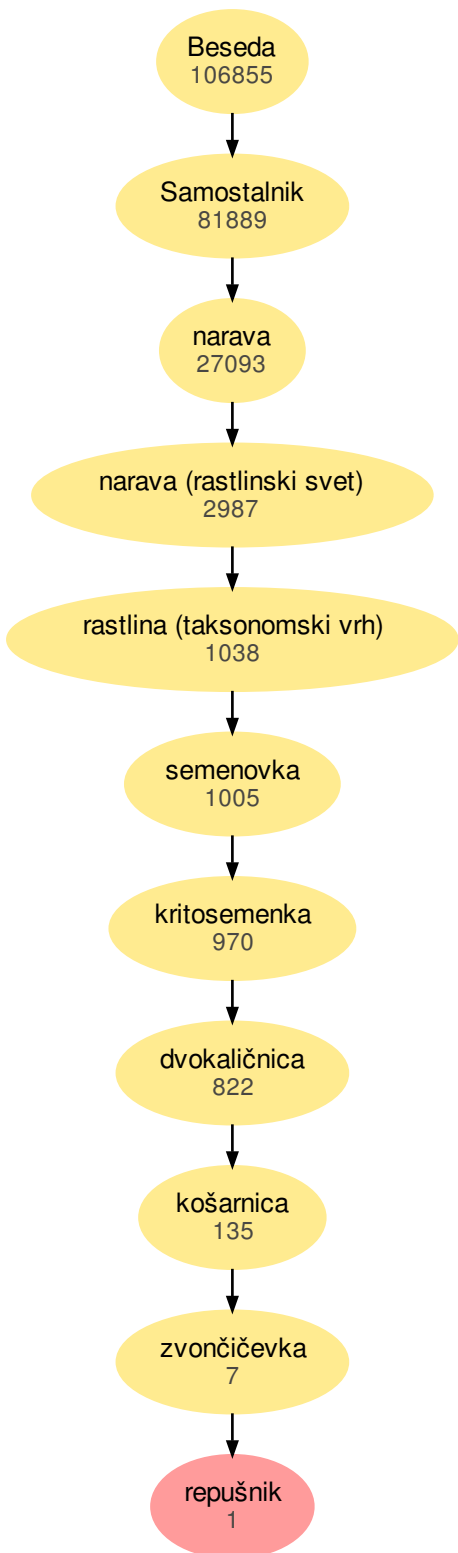 Beseda
106855
Samostalnik
81889
narava
27093
narava (rastlinski svet)
2987
rastlina (taksonomski vrh)
1038
semenovka
1005
kritosemenka
970
dvokaličnica
822
košarnica
135
zvončičevka
7
repušnik
1